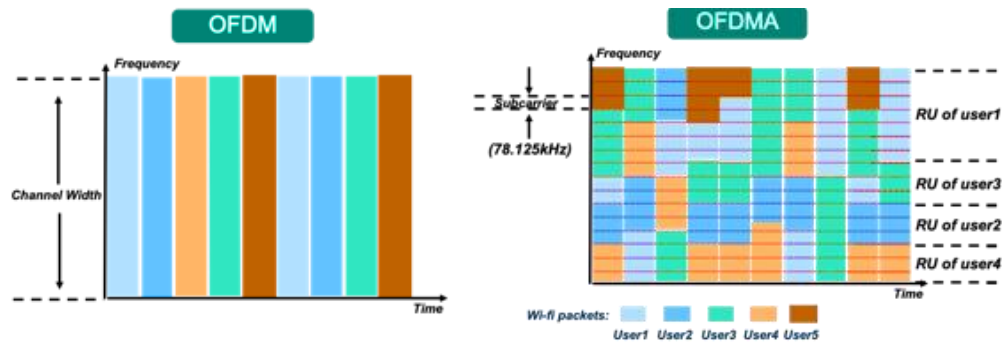 OFDM
Frequency
Channel Width
Time
OFDMA
Frequency
Subcarrier
(78.125kHz)
RU of user1
RU of user3
RU of user2
RU of user4
Time
Wi-fi packets:
User1 User2 User3 User4 User5